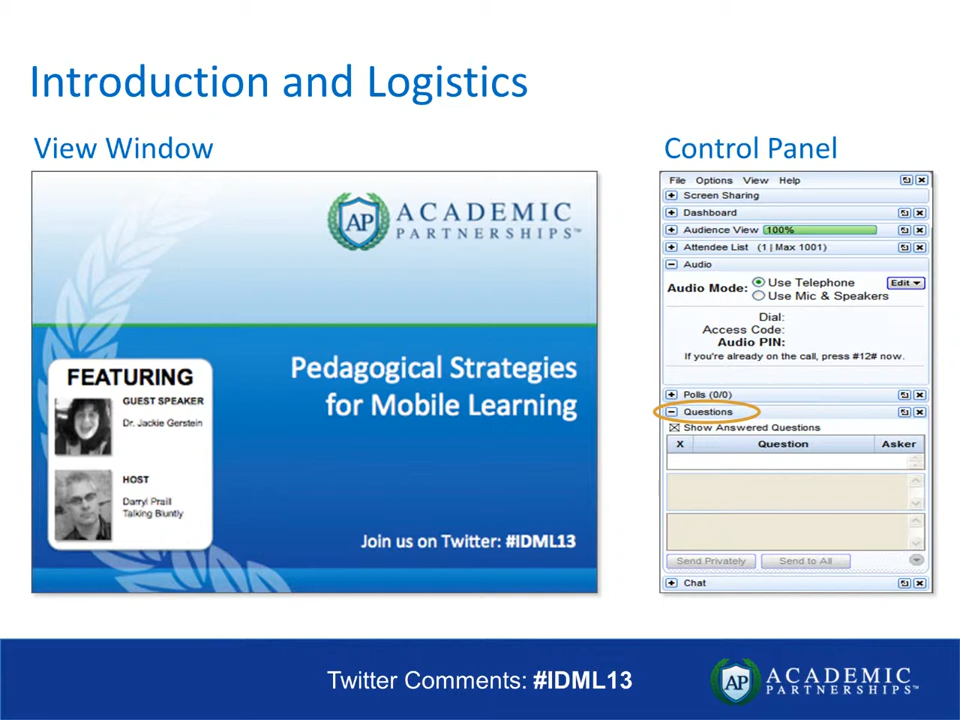 Introduction and Logistics
View Window
Control Panel
AP ACADEMIC
PARTNERSHIPS™
Pedagogical Strategies
for Mobile Learning
FEATURING
GUEST SPEAKER
Dr. Jackie Gerstein
HOST
Darryl Praill
Talking Bluntly
Join us on Twitter: #IDML13
File Options View Help
Screen Sharing
Dashboard
Audience View 100%
Attendee List (1 | Max 1001)
Audio
Audio Mode: Use Telephone Edit
Use Mic & Speakers
Dial:
Access Code:
Audio PIN:
If you're already on the call, press #12# now.
Polls (0/0)
Questions
Show Answered Questions
X Question Asker
Send Privately Send to All
Chat
Twitter Comments: #IDML13
AP ACADEMIC
PARTNERSHIPS™